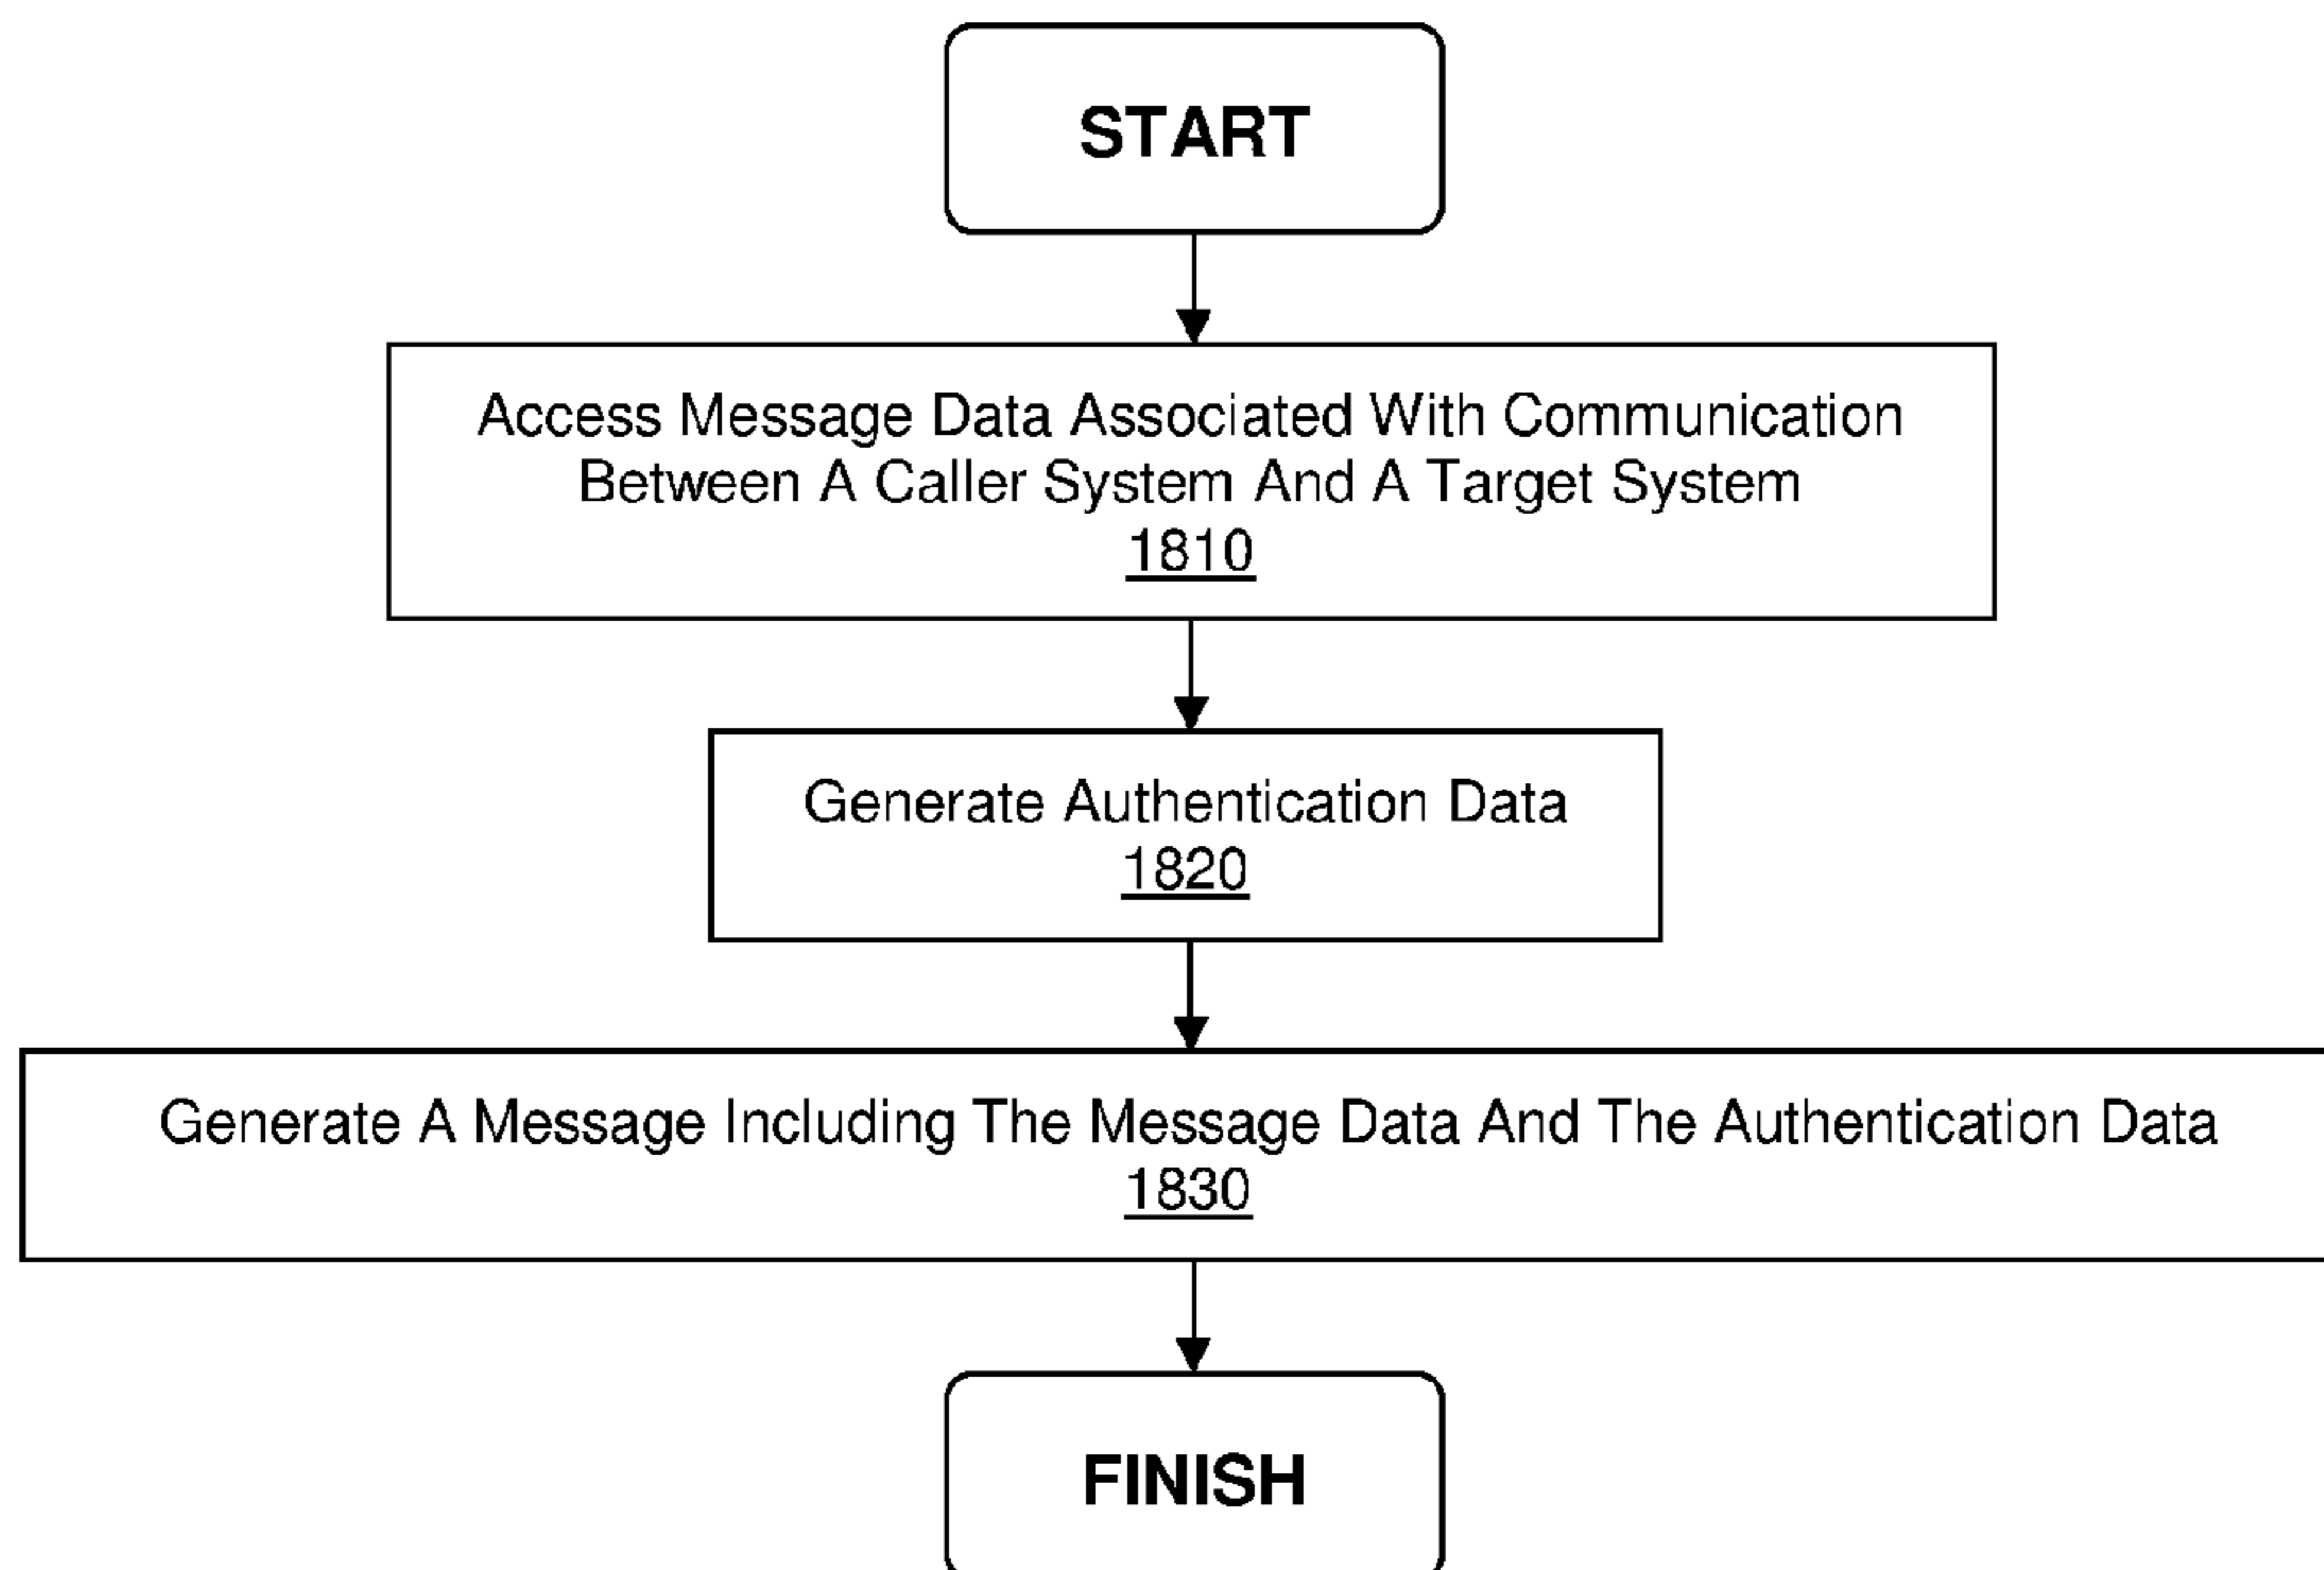 START
Access Message Data Associated With Communication
Between A Caller System And A Target System
1810
Generate Authentication Data
1820
Generate A Message Including The Message Data And The Authentication Data
1830
FINISH